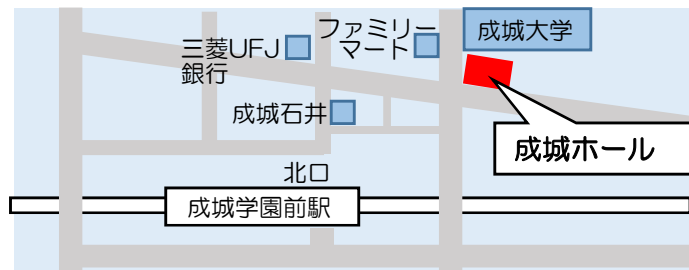 成城大学
ファミリー
マート
三菱UFJ
銀行
成城石井
成城ホール
北口
成城学園前駅